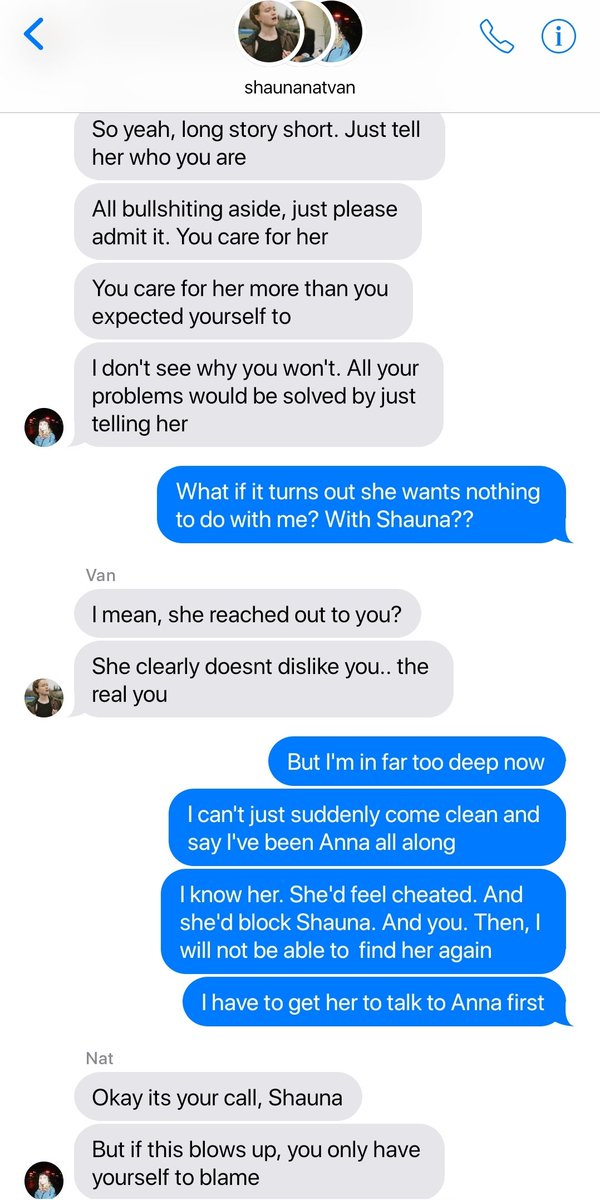 shaunanatvan
So yeah, long story short. Just tell
her who you are
All bullshiting aside, just please
admit it. You care for her
You care for her more than you
expected yourself to
I don't see why you won't. All your
problems would be solved by just
telling her
What if it turns out she wants nothing
to do with me? With Shauna??
Van
I mean, she reached out to you?
She clearly doesnt dislike you.. the
real you
But I'm in far too deep now
I can't just suddenly come clean and
say I've been Anna all along
I know her. She'd feel cheated. And
she'd block Shauna. And you. Then, I
will not be able to  find her again
I have to get her to talk to Anna first
Nat
Okay its your call, Shauna
But if this blows up, you only have
yourself to blame